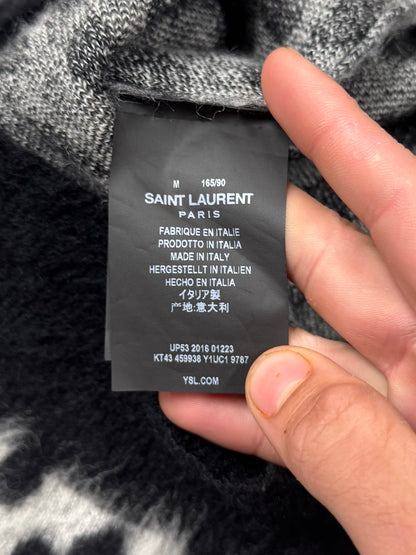 M 165/90
SAINT LAURENT
PARIS
FABRIQUE EN ITALIE
PRODOTTO IN ITALIA
MADE IN ITALY
HERGESTELLT IN ITALIEN
HECHO EN ITALIA
イタリア製
产地:意大利
UP53 2016 01223
KT43 459938 Y1UC1 9787
YSL.COM